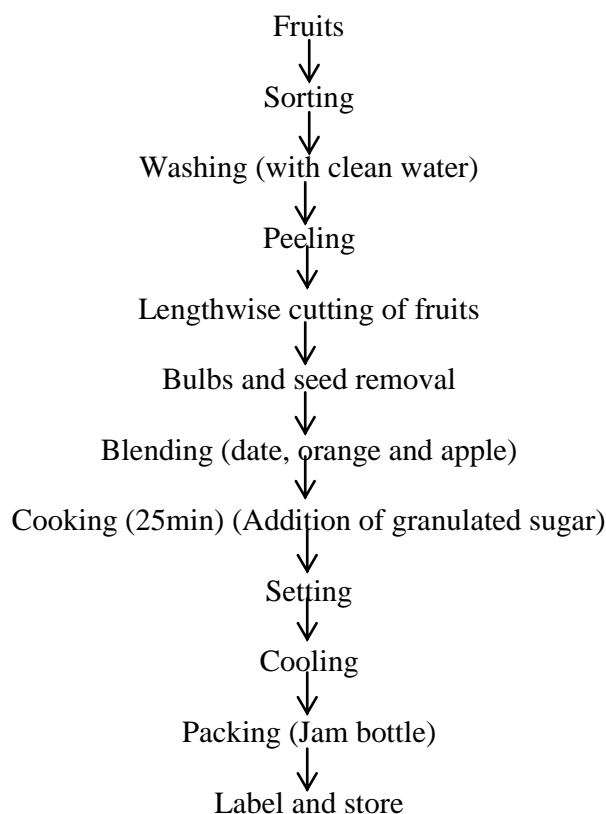 Fruits
Sorting
Washing (with clean water)
Peeling
Lengthwise cutting of fruits
Bulbs and seed removal
Blending (date, orange and apple)
Cooking (25min) (Addition of granulated sugar)
Setting
Cooling
Packing (Jam bottle)
Label and store